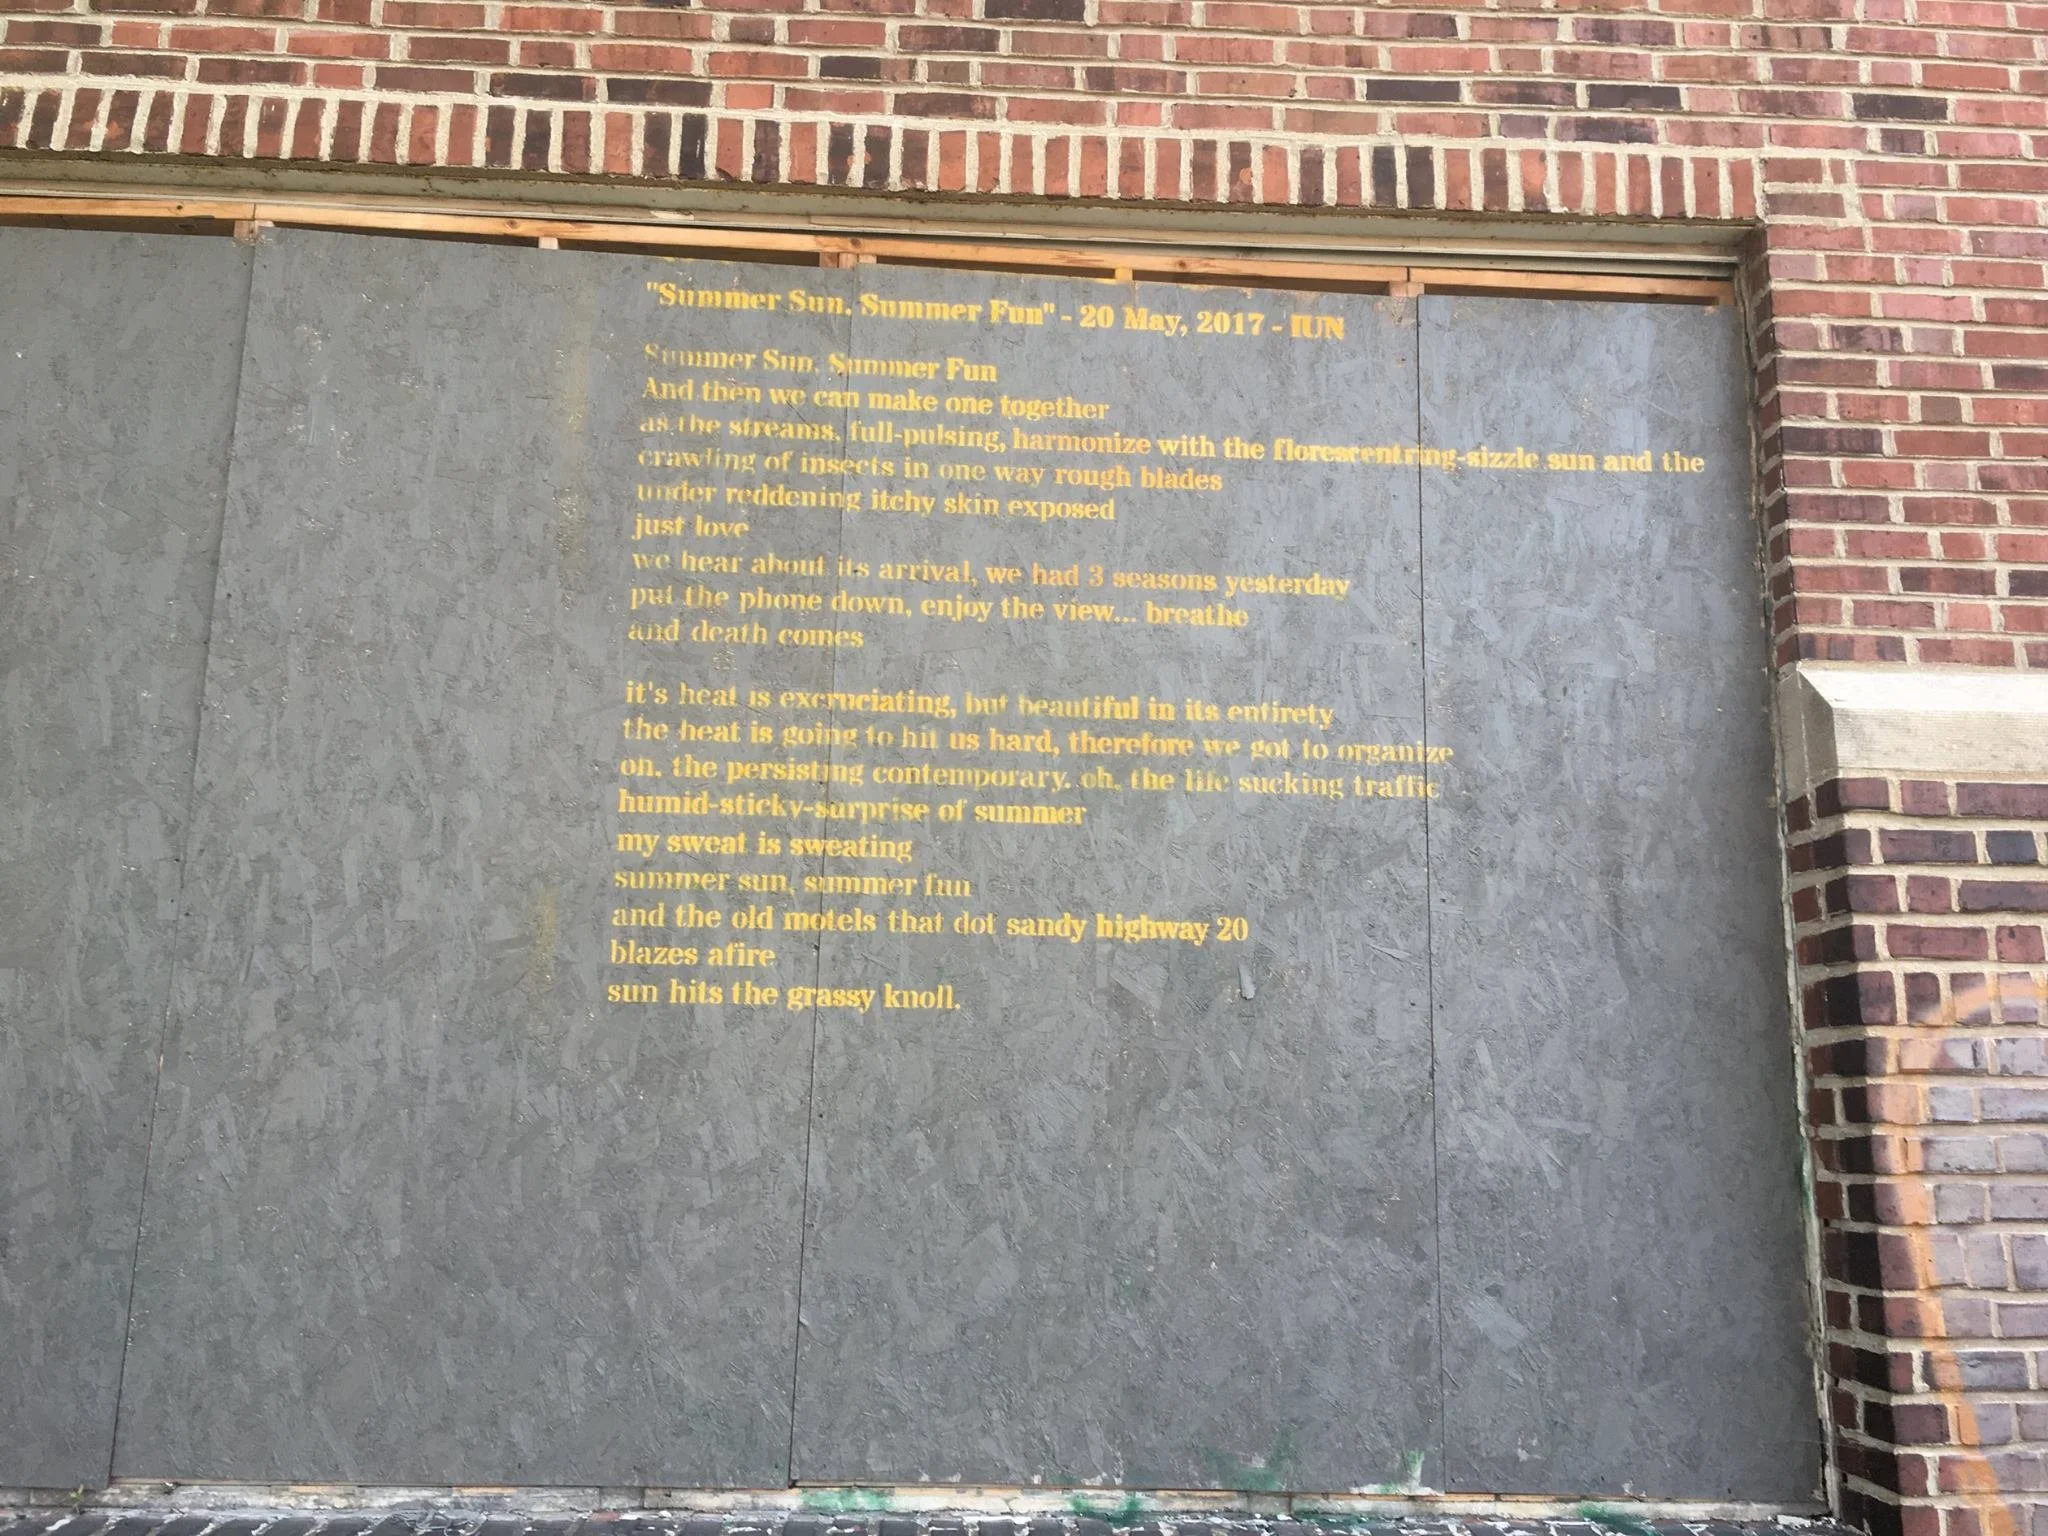 "Summer Sun, Summer Fun" - 20 May, 2017 - IUN
Summer Sun, Summer Fun
And then we can make one together
as the streams, full-pulsing, harmonize with the florescentring-sizzle sun and the
crawling of insects in one way rough blades
under reddening itchy skin exposed
just love
we hear about its arrival, we had 3 seasons yesterday
put the phone down, enjoy the view... breathe
and death comes
it's heat is excruciating, but beautiful in its entirety
the heat is going to hit us hard, therefore we got to organize
oh, the persisting contemporary, oh, the life sucking traffic
humid-sticky-surprise of summer
my sweat is sweating
summer sun, summer fun
and the old motels that dot sandy highway 20
blazes afire
sun hits the grassy knoll.